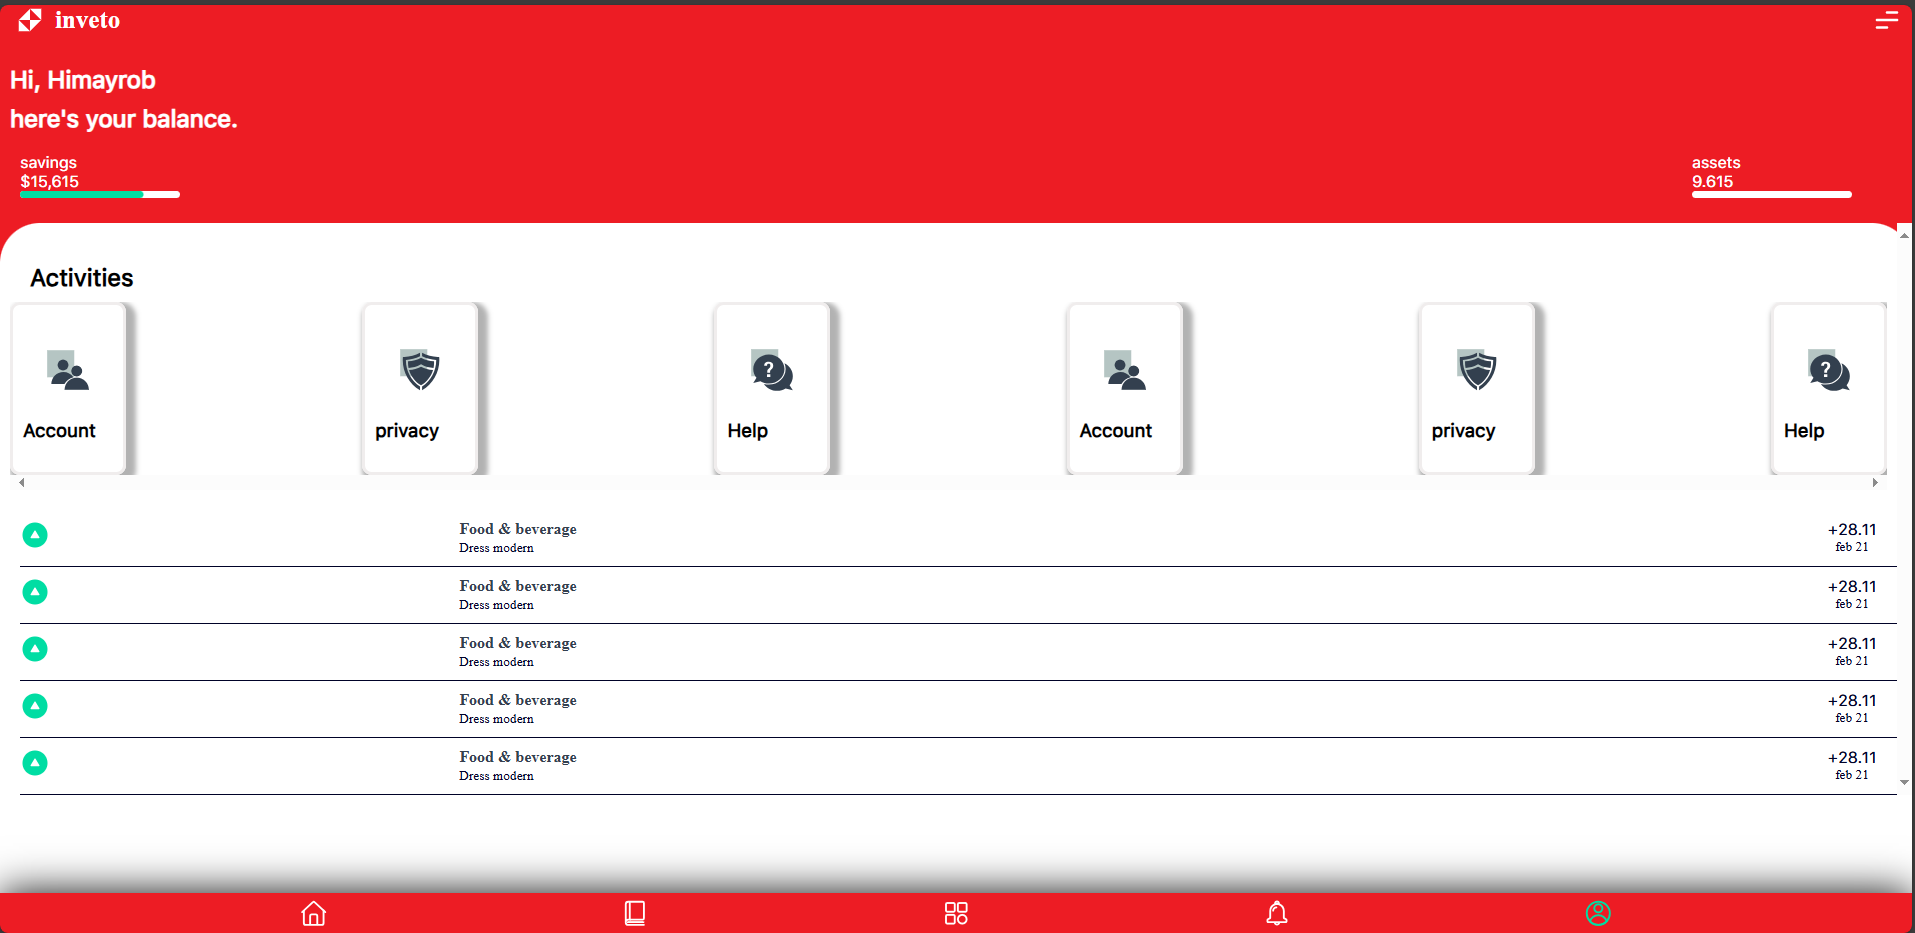 inveto
Hi, Himayrob
here's your balance.
savings
$15,615
assets
9.615
Activities
Account
privacy
Help
Account
privacy
Help
Food & beverage
Dress modern
+28.11
feb 21
Food & beverage
Dress modern
+28.11
feb 21
Food & beverage
Dress modern
+28.11
feb 21
Food & beverage
Dress modern
+28.11
feb 21
Food & beverage
Dress modern
+28.11
feb 21